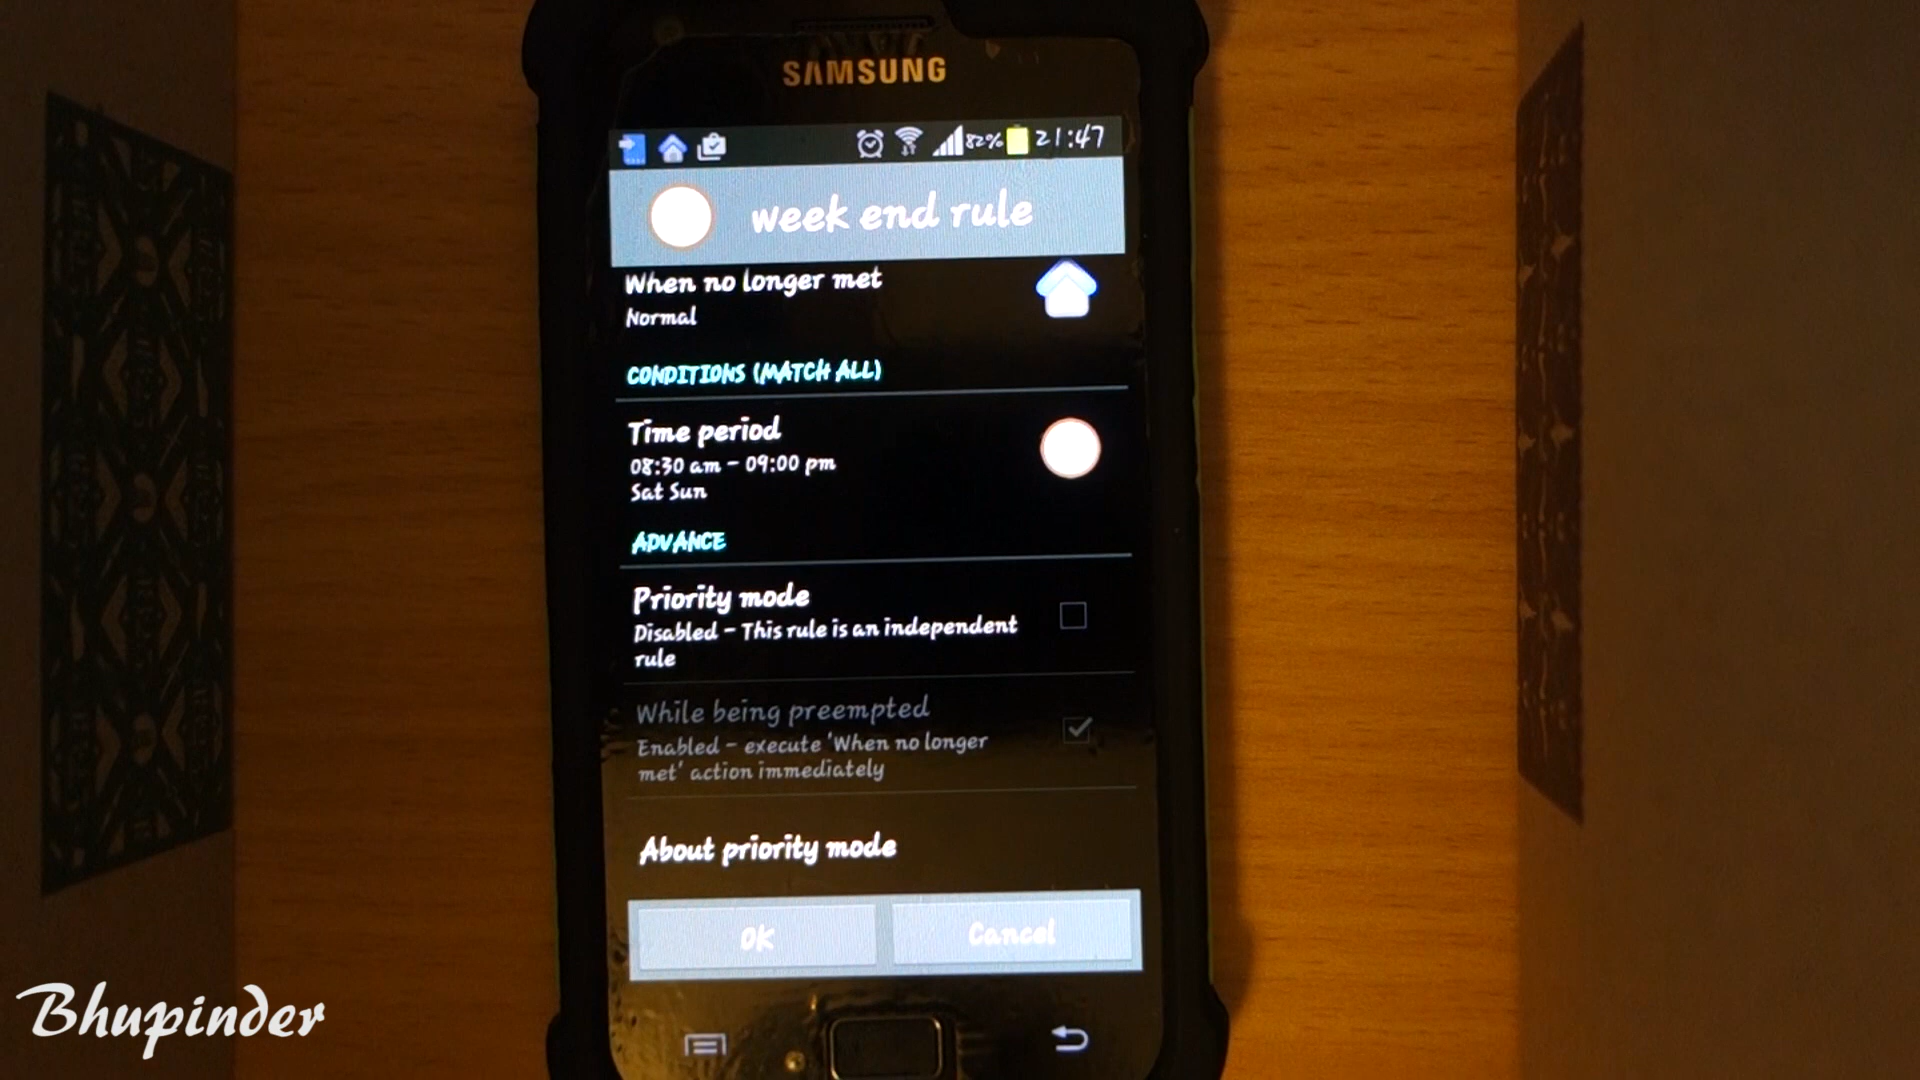 SAMSUNG
82% 21:47
week end rule
When no longer met
Normal
CONDITIONS (MATCH ALL)
Time period
08:30 am - 09:00 pm
Sat Sun
ADVANCE
Priority mode
Disabled - This rule is an independent
rule
While being preempted
Enabled - execute 'When no longer
met' action immediately
About priority mode
OK Cancel
Bhupinder